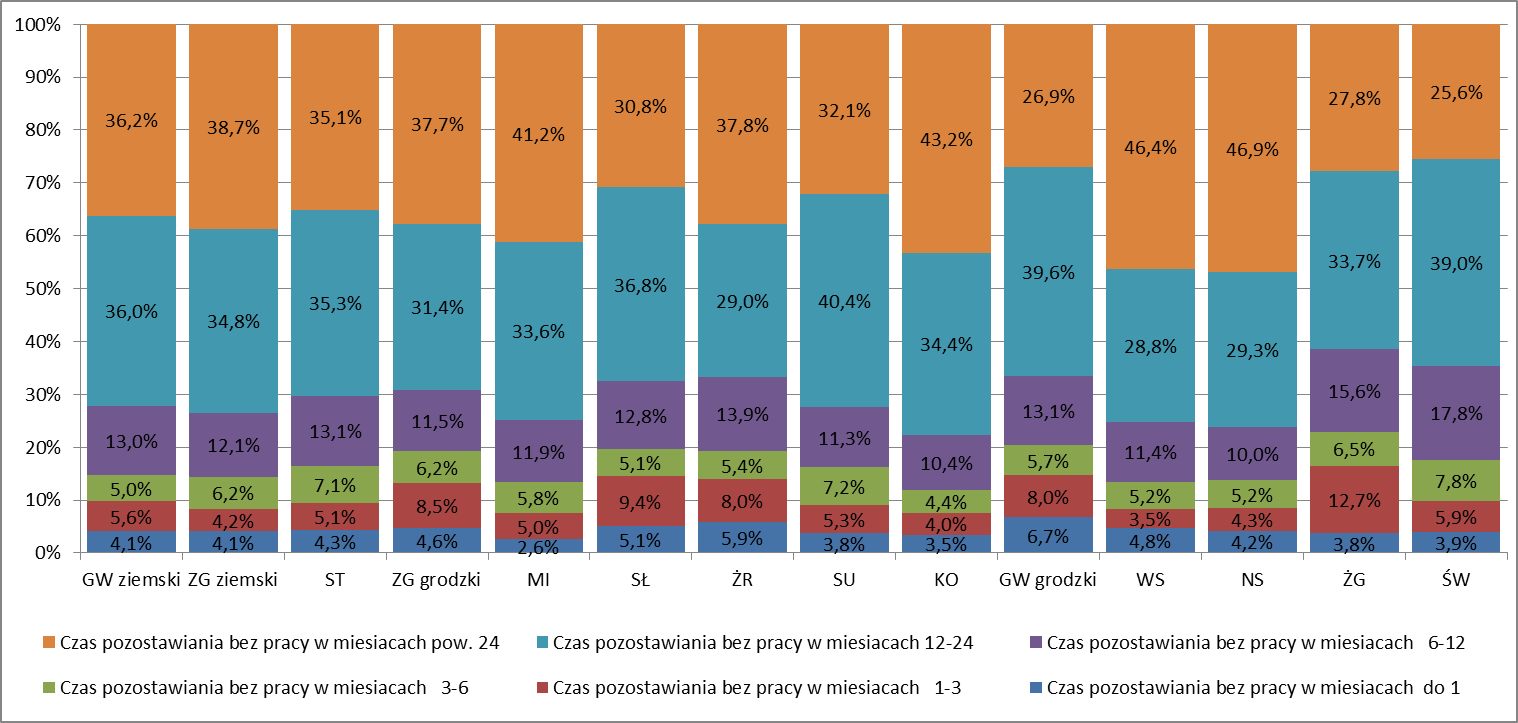 100%
90%
80%
70%
60%
50%
40%
30%
20%
10%
0%
36,2% 38,7% 35,1% 37,7% 41,2% 30,8% 37,8% 32,1% 43,2% 26,9% 46,4% 46,9% 27,8% 25,6%
36,0% 34,8% 35,3% 31,4% 33,6% 36,8% 29,0% 40,4% 34,4% 39,6% 28,8% 29,3% 33,7% 39,0%
13,0% 12,1% 13,1% 11,5% 11,9% 12,8% 13,9% 11,3% 10,4% 13,1% 11,4% 10,0% 15,6% 17,8%
5,0% 6,2% 7,1% 6,2% 5,8% 5,1% 5,4% 7,2% 4,4% 5,7% 5,2% 5,2% 6,5% 7,8%
5,6% 4,2% 5,1% 8,5% 5,0% 9,4% 8,0% 5,3% 4,0% 8,0% 3,5% 4,3% 12,7% 5,9%
4,1% 4,1% 4,3% 4,6% 2,6% 5,1% 5,9% 3,8% 3,5% 6,7% 4,8% 4,2% 3,8% 3,9%
GW ziemski ZG ziemski ST ZG grodzki MI SŁ ŻR SU KO GW grodzki WS NS ŻG ŚW
Czas pozostawiania bez pracy w miesiacach pow. 24 Czas pozostawiania bez pracy w miesiacach 12-24 Czas pozostawiania bez pracy w miesiacach 6-12
Czas pozostawiania bez pracy w miesiacach 3-6 Czas pozostawiania bez pracy w miesiacach 1-3 Czas pozostawiania bez pracy w miesiacach do 1